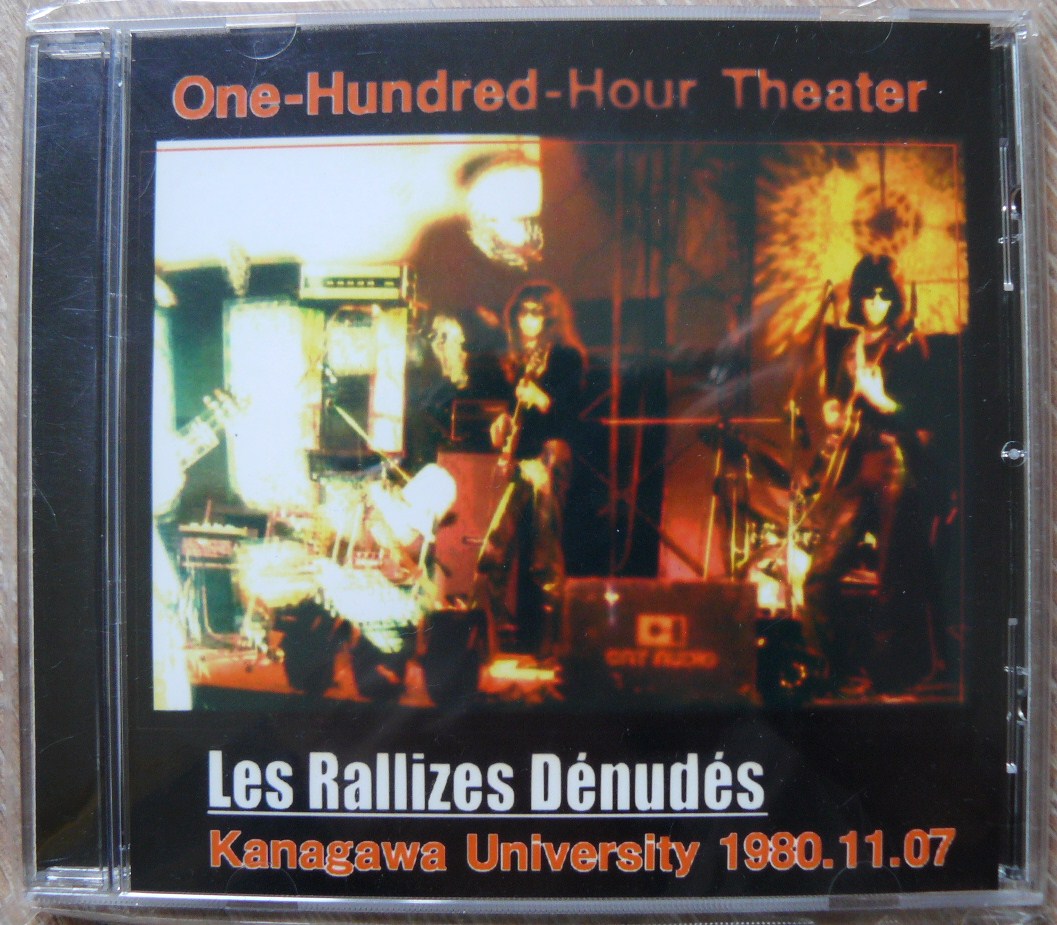 One-Hundred-Hour Theater
Les Rallizes Dénudés
Kanagawa University 1980.11.07